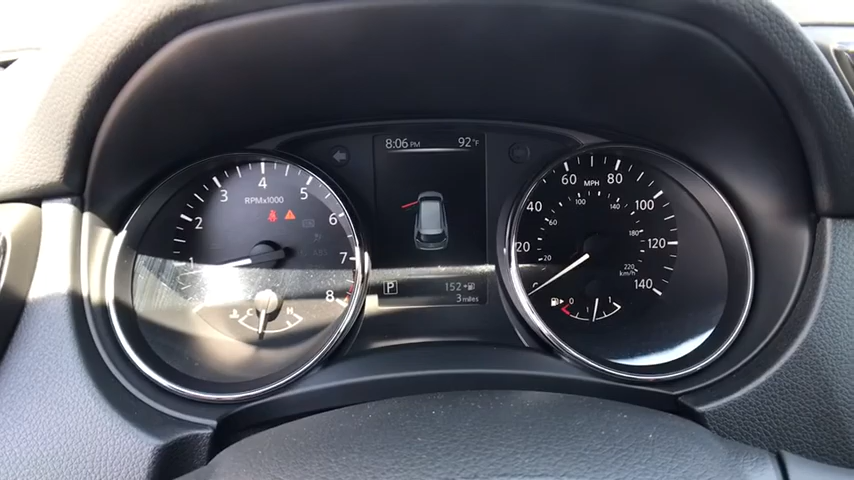 8:06 PM 92°F
4
3 5
RPMx1000
2 6
1 7
8
C H
P 152
3 miles
60 MPH 80
100 140
40 100
60 180
20 120
20 220
km/h
0 140
0 1